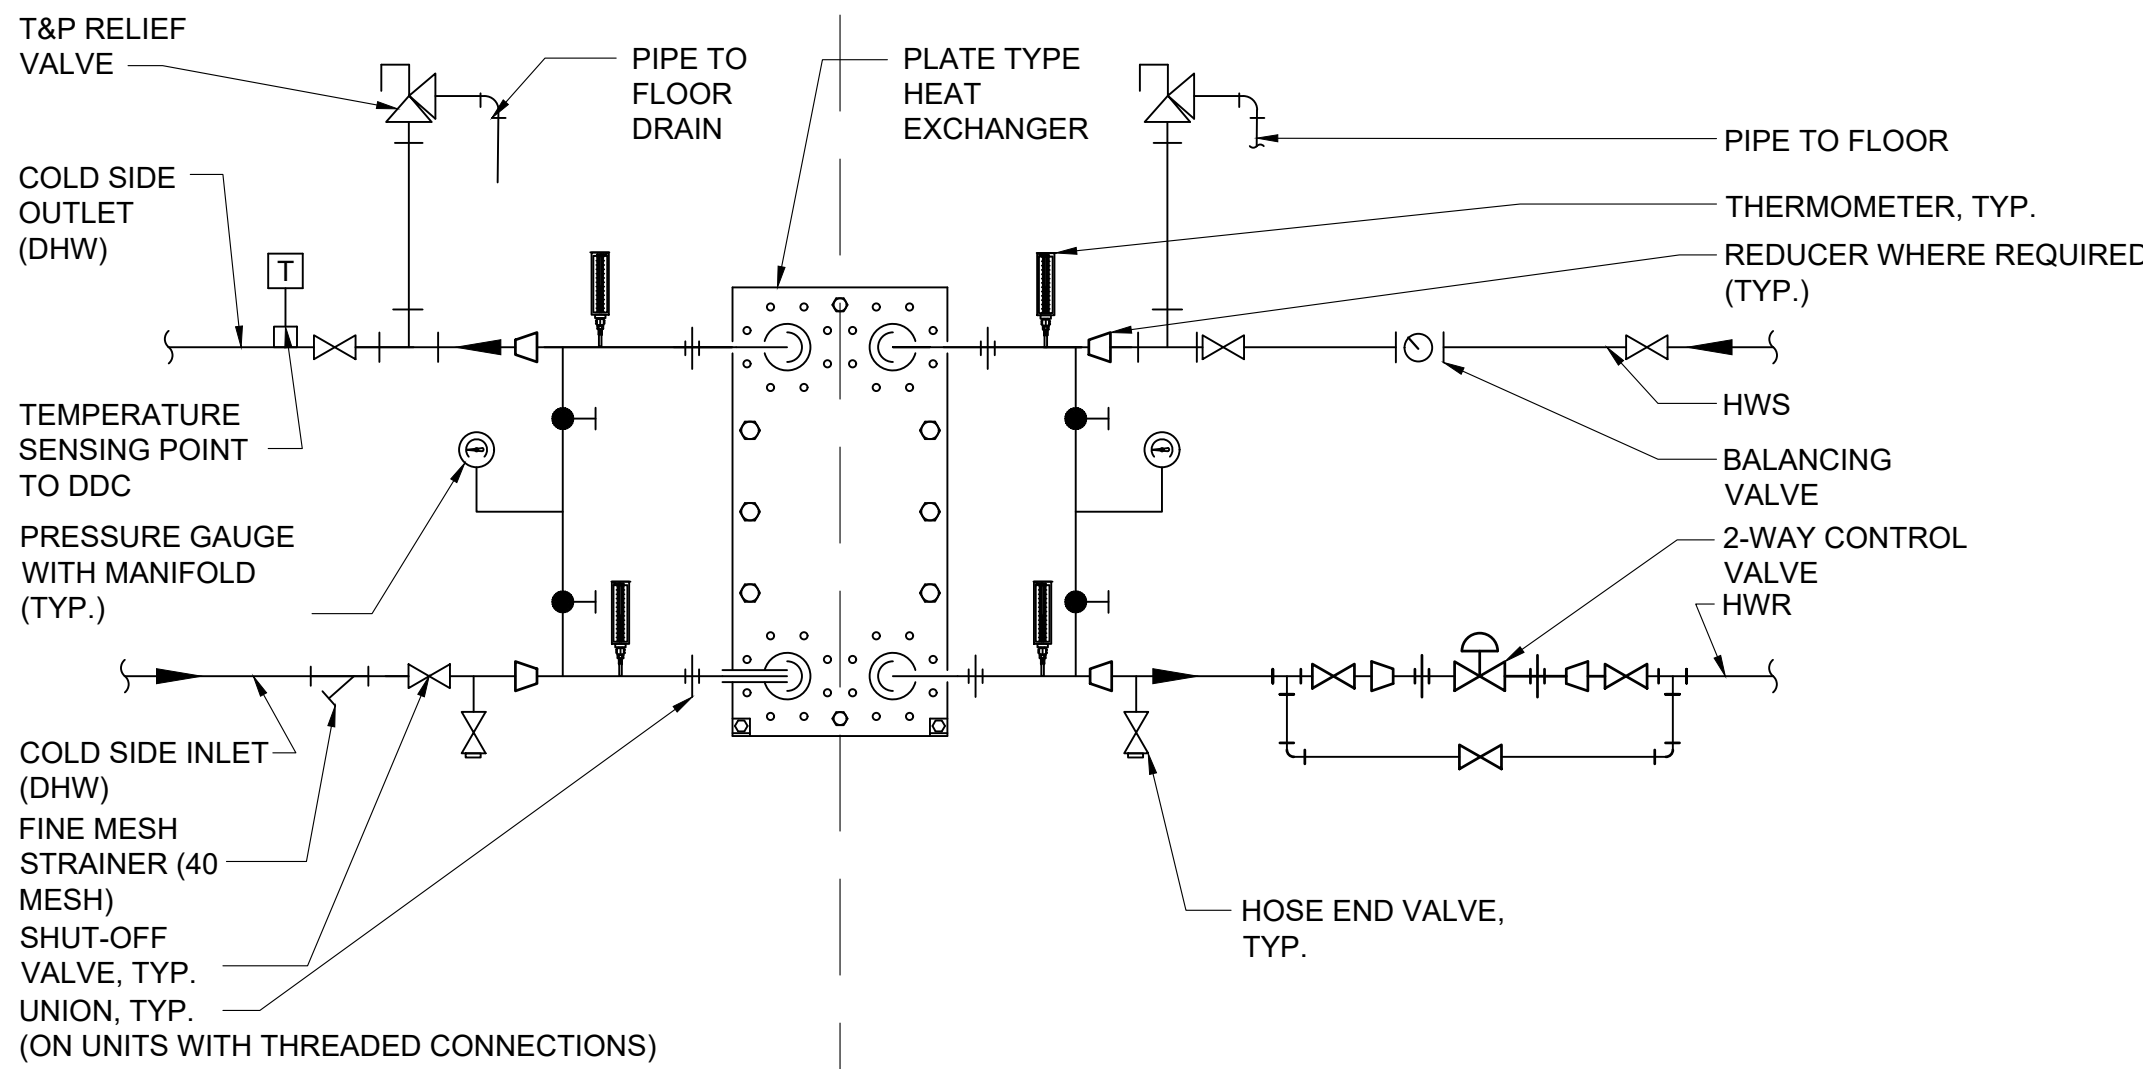 T&P RELIEF
VALVE
PIPE TO
FLOOR
DRAIN
PLATE TYPE
HEAT
EXCHANGER
PIPE TO FLOOR
COLD SIDE
OUTLET
(DHW)
THERMOMETER, TYP.
REDUCER WHERE REQUIRED
(TYP.)
T
HWS
TEMPERATURE
SENSING POINT
TO DDC
BALANCING
VALVE
PRESSURE GAUGE
WITH MANIFOLD
(TYP.)
2-WAY CONTROL
VALVE
HWR
COLD SIDE INLET
(DHW)
FINE MESH
STRAINER (40
MESH)
SHUT-OFF
VALVE, TYP.
HOSE END VALVE,
TYP.
UNION, TYP.
(ON UNITS WITH THREADED CONNECTIONS)